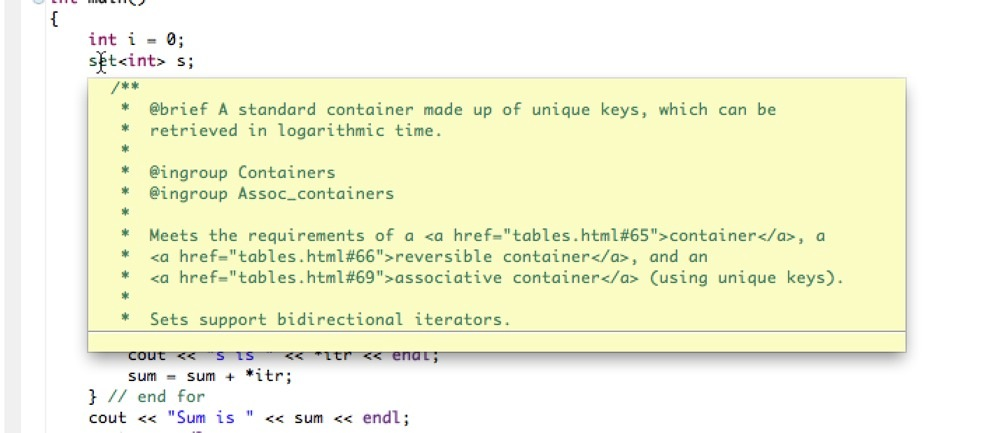 int main()
{
int i = 0;
set<int> s;
/**
* @brief A standard container made up of unique keys, which can be
* retrieved in logarithmic time.
*
* @ingroup Containers
* @ingroup Assoc_containers
*
* Meets the requirements of a <a href="tables.html#65">container</a>, a
* <a href="tables.html#66">reversible container</a>, and an
* <a href="tables.html#69">associative container</a> (using unique keys).
*
* Sets support bidirectional iterators.
cout << "s is " << *itr << endl;
sum = sum + *itr;
} // end for
cout << "Sum is " << sum << endl;